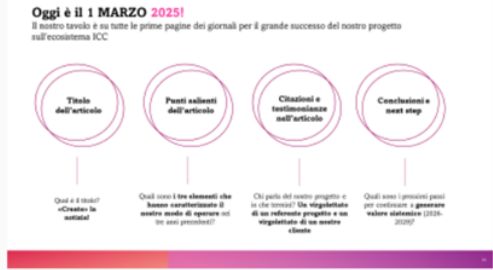 Oggi è il 1 MARZO 2025!
Il nostro tavolo è su tutte le prime pagine dei giornali per il grande successo del nostro progetto
sull'ecosistema ICC
Titolo
dell'articolo
Punti salienti
dell'articolo
Citazioni e
testimonianze
nell'articolo
Conclusioni e
next step
Qual è il titolo?
«Create» la
notizia!
Quali sono i tre elementi che
hanno caratterizzato il
nostro modo di operare nei
tre anni precedenti?
Chi parla del nostro progetto e
in che termini? Un virgolettato
di un referente progetto e un
virgolettato di un nostro
cliente
Quali sono i prossimi passi
per continuare a generare
valore sistemico (2026-
2029)?